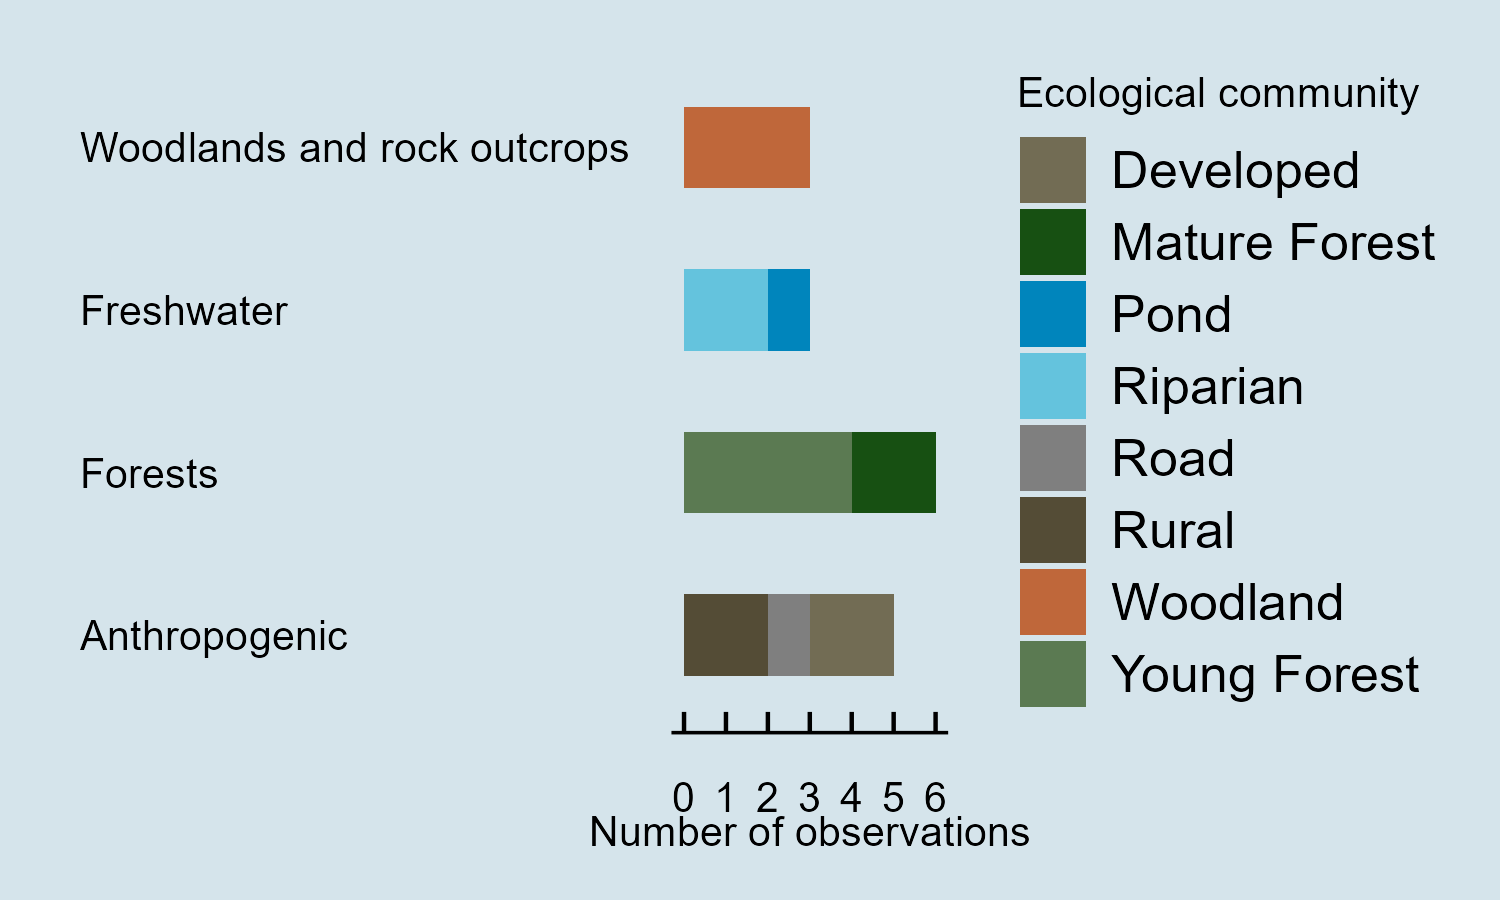 Ecological community
Woodlands and rock outcrops
Freshwater
Forests
Anthropogenic
Developed
Mature Forest
Pond
Riparian
Road
Rural
Woodland
Young Forest
0 1 2 3 4 5 6
Number of observations